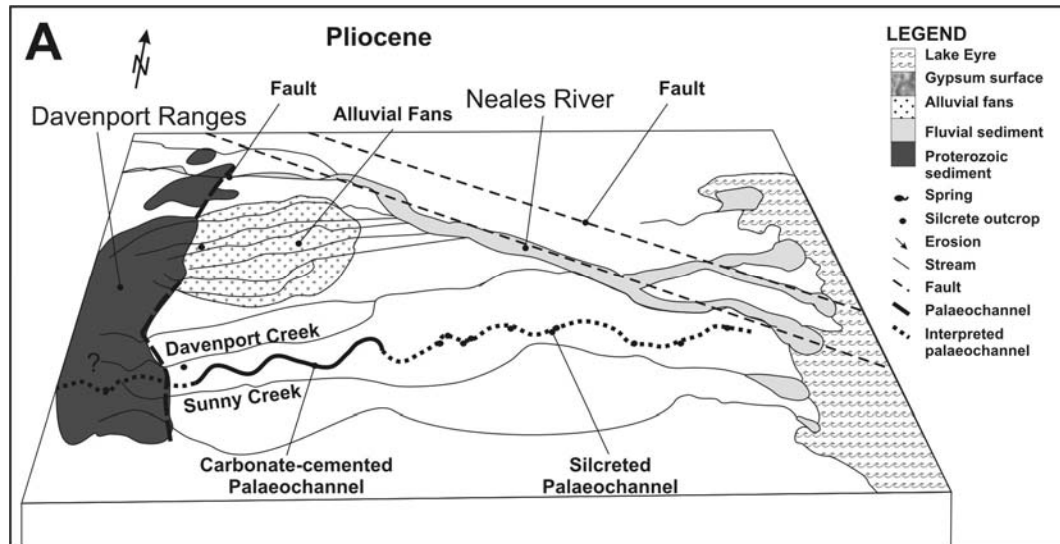 A
Pliocene
N
Fault
Neales River
Fault
Davenport Ranges
Alluvial Fans
Davenport Creek
?
Sunny Creek
Carbonate-cemented
Palaeochannel
Silcreted
Palaeochannel
LEGEND
Lake Eyre
Gypsum surface
Alluvial fans
Fluvial sediment
Proterozoic
sediment
Spring
Silcrete outcrop
Erosion
Stream
Fault
Palaeochannel
Interpreted
palaeochannel